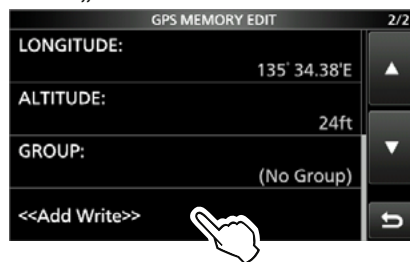 GPS MEMORY EDIT 2/2
LONGITUDE:
135° 34.38'E
ALTITUDE:
24ft
GROUP:
(No Group)
<<Add Write>>